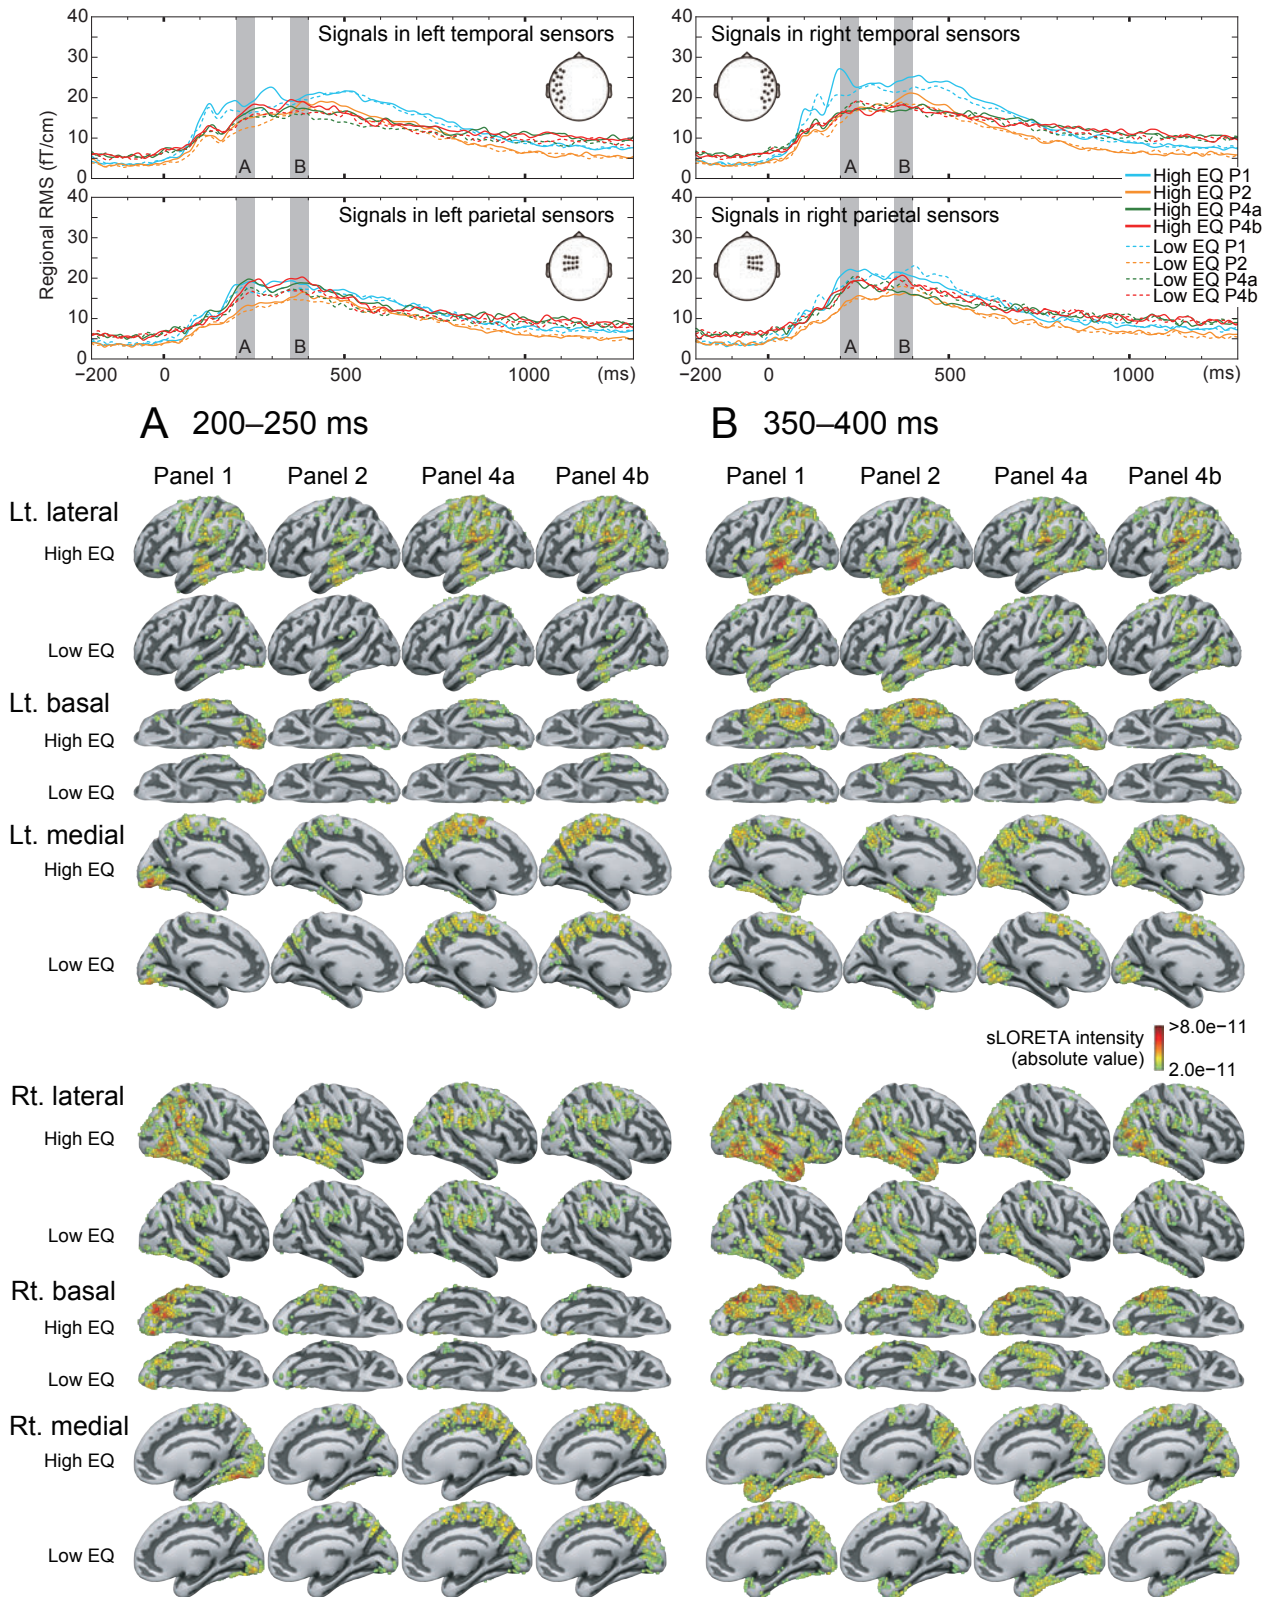 Signals in left temporal sensors
Signals in right temporal sensors
40
30
20
10
0
A
B
40
30
20
10
0
A
B
Regional RMS (fT/cm)
Signals in left parietal sensors
Signals in right parietal sensors
40
30
20
10
0
A
B
40
30
20
10
0
A
B
High EQ P1
High EQ P2
High EQ P4a
High EQ P4b
Low EQ P1
Low EQ P2
Low EQ P4a
Low EQ P4b
−200 0 500 1000 (ms)
−200 0 500 1000 (ms)
A 200–250 ms
B 350–400 ms
Panel 1 Panel 2 Panel 4a Panel 4b
Panel 1 Panel 2 Panel 4a Panel 4b
Lt. lateral
High EQ
Low EQ
Lt. basal
High EQ
Low EQ
Lt. medial
High EQ
Low EQ
sLORETA intensity
(absolute value)
>8.0e−11
2.0e−11
Rt. lateral
High EQ
Low EQ
Rt. basal
High EQ
Low EQ
Rt. medial
High EQ
Low EQ